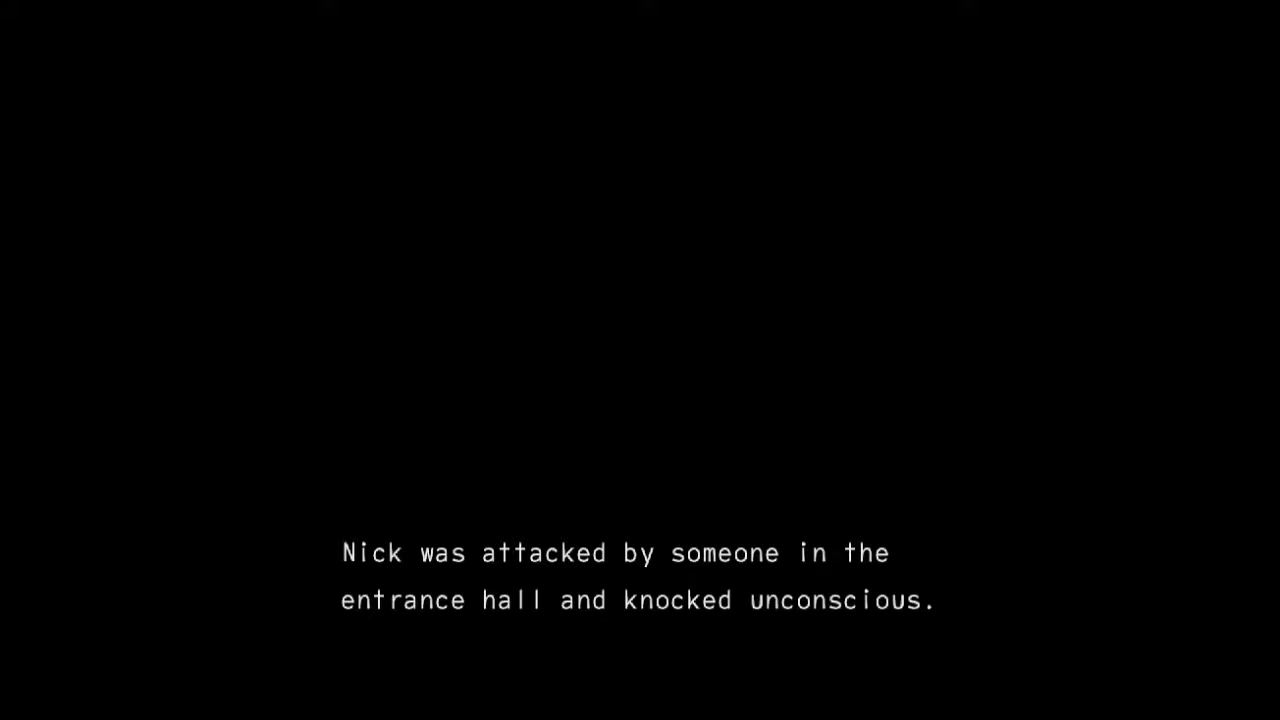 Nick was attacked by someone in the
entrance hall and knocked unconscious.